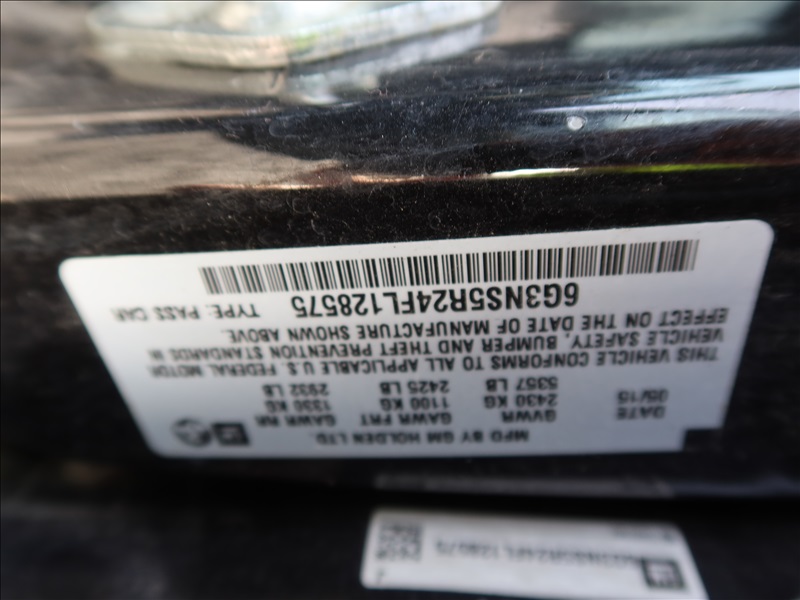 MFD BY GM HOLDEN LTD.
DATE GVWR GAWR FRT GAWR RR
05/15 2430 KG 1100 KG 1330 KG
5357 LB 2425 LB 2932 LB
THIS VEHICLE CONFORMS TO ALL APPLICABLE U.S. FEDERAL MOTOR
VEHICLE SAFETY, BUMPER AND THEFT PREVENTION STANDARDS IN
EFFECT ON THE DATE OF MANUFACTURE SHOWN ABOVE.
6G3NS5R24FL128575 TYPE: PASS CAR